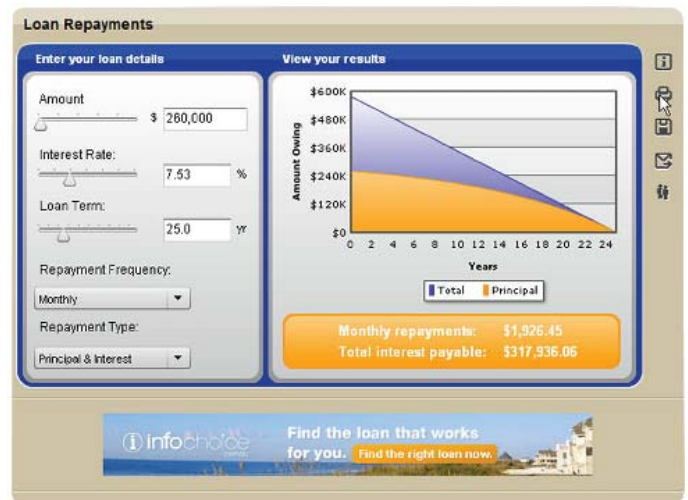 Loan Repayments
Enter your loan details
Amount
$ 260,000
Interest Rate:
7.53 %
Loan Term:
25.0 yr
Repayment Frequency:
Monthly
Repayment Type:
Principal & Interest
View your results
Amount Owing
$600K
$480K
$360K
$240K
$120K
$0
0 2 4 6 8 10 12 14 16 18 20 22 24
Years
Total Principal
Monthly repayments: $1,926.45
Total interest payable: $317,936.06
infochoice
Find the loan that works
for you. Find the right loan now.